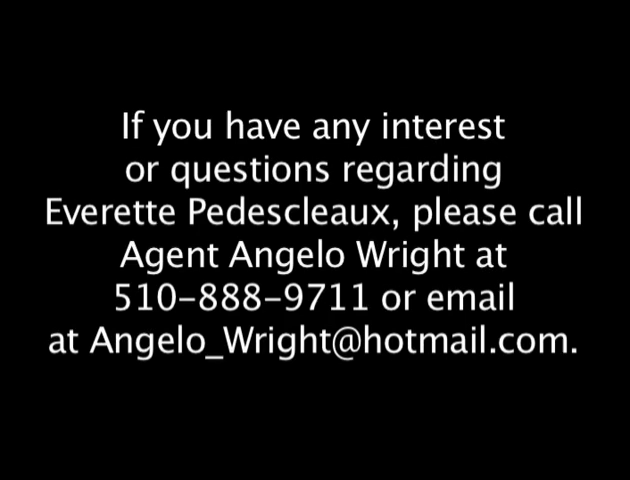 If you have any interest
or questions regarding
Everette Pedescleaux, please call
Agent Angelo Wright at
510-888-9711 or email
at Angelo_Wright@hotmail.com.